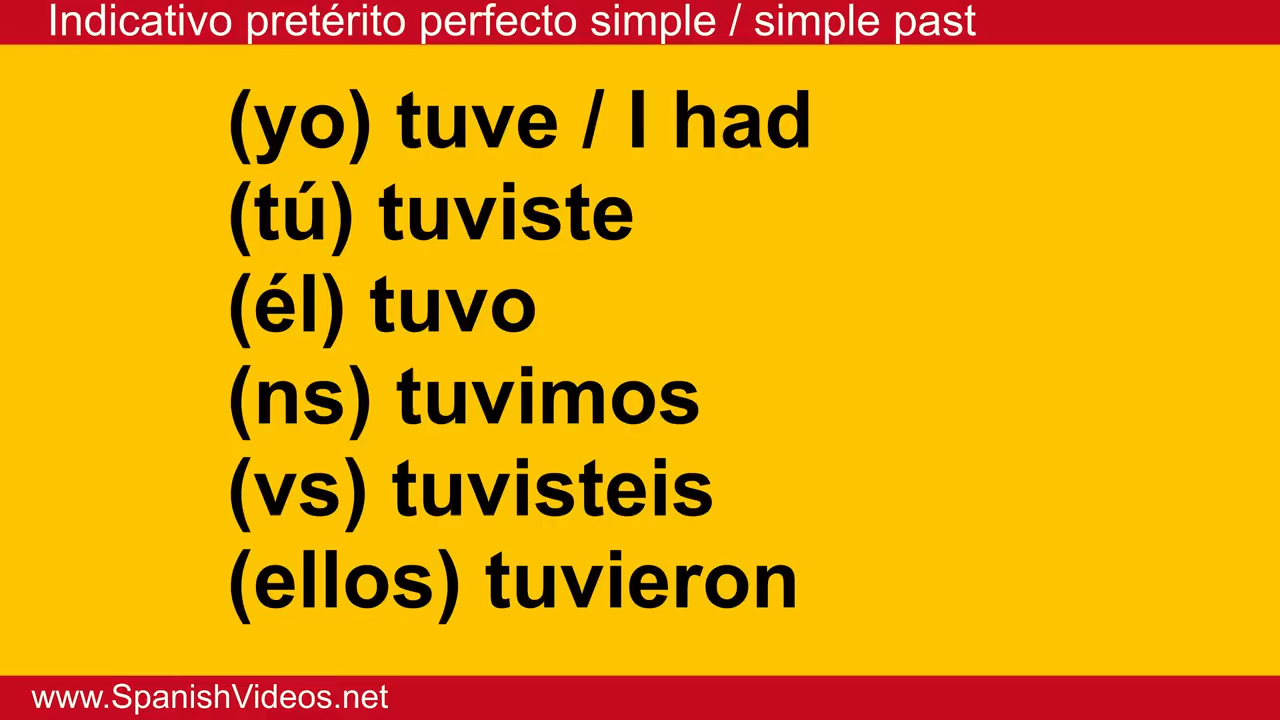 Indicativo pretérito perfecto simple / simple past
(yo) tuve / I had
(tú) tuviste
(él) tuvo
(ns) tuvimos
(vs) tuvisteis
(ellos) tuvieron
www.SpanishVideos.net